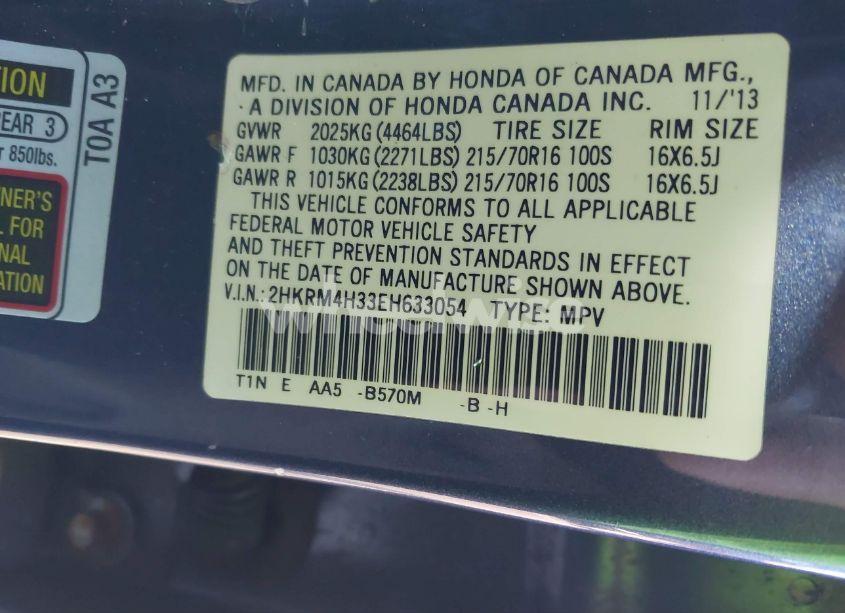 TION
REAR 3
850lbs.
NER'S
L FOR
NAL
ATION
T0A A3
MFD. IN CANADA BY HONDA OF CANADA MFG.,
A DIVISION OF HONDA CANADA INC. 11/'13
GVWR 2025KG (4464LBS) TIRE SIZE RIM SIZE
GAWR F 1030KG (2271LBS) 215/70R16 100S 16X6.5J
GAWR R 1015KG (2238LBS) 215/70R16 100S 16X6.5J
THIS VEHICLE CONFORMS TO ALL APPLICABLE
FEDERAL MOTOR VEHICLE SAFETY
AND THEFT PREVENTION STANDARDS IN EFFECT
ON THE DATE OF MANUFACTURE SHOWN ABOVE.
V.I.N.: 2HKRM4H33EH633054 TYPE: MPV
wheelwise
T1N E AA5 -B570M -B -H